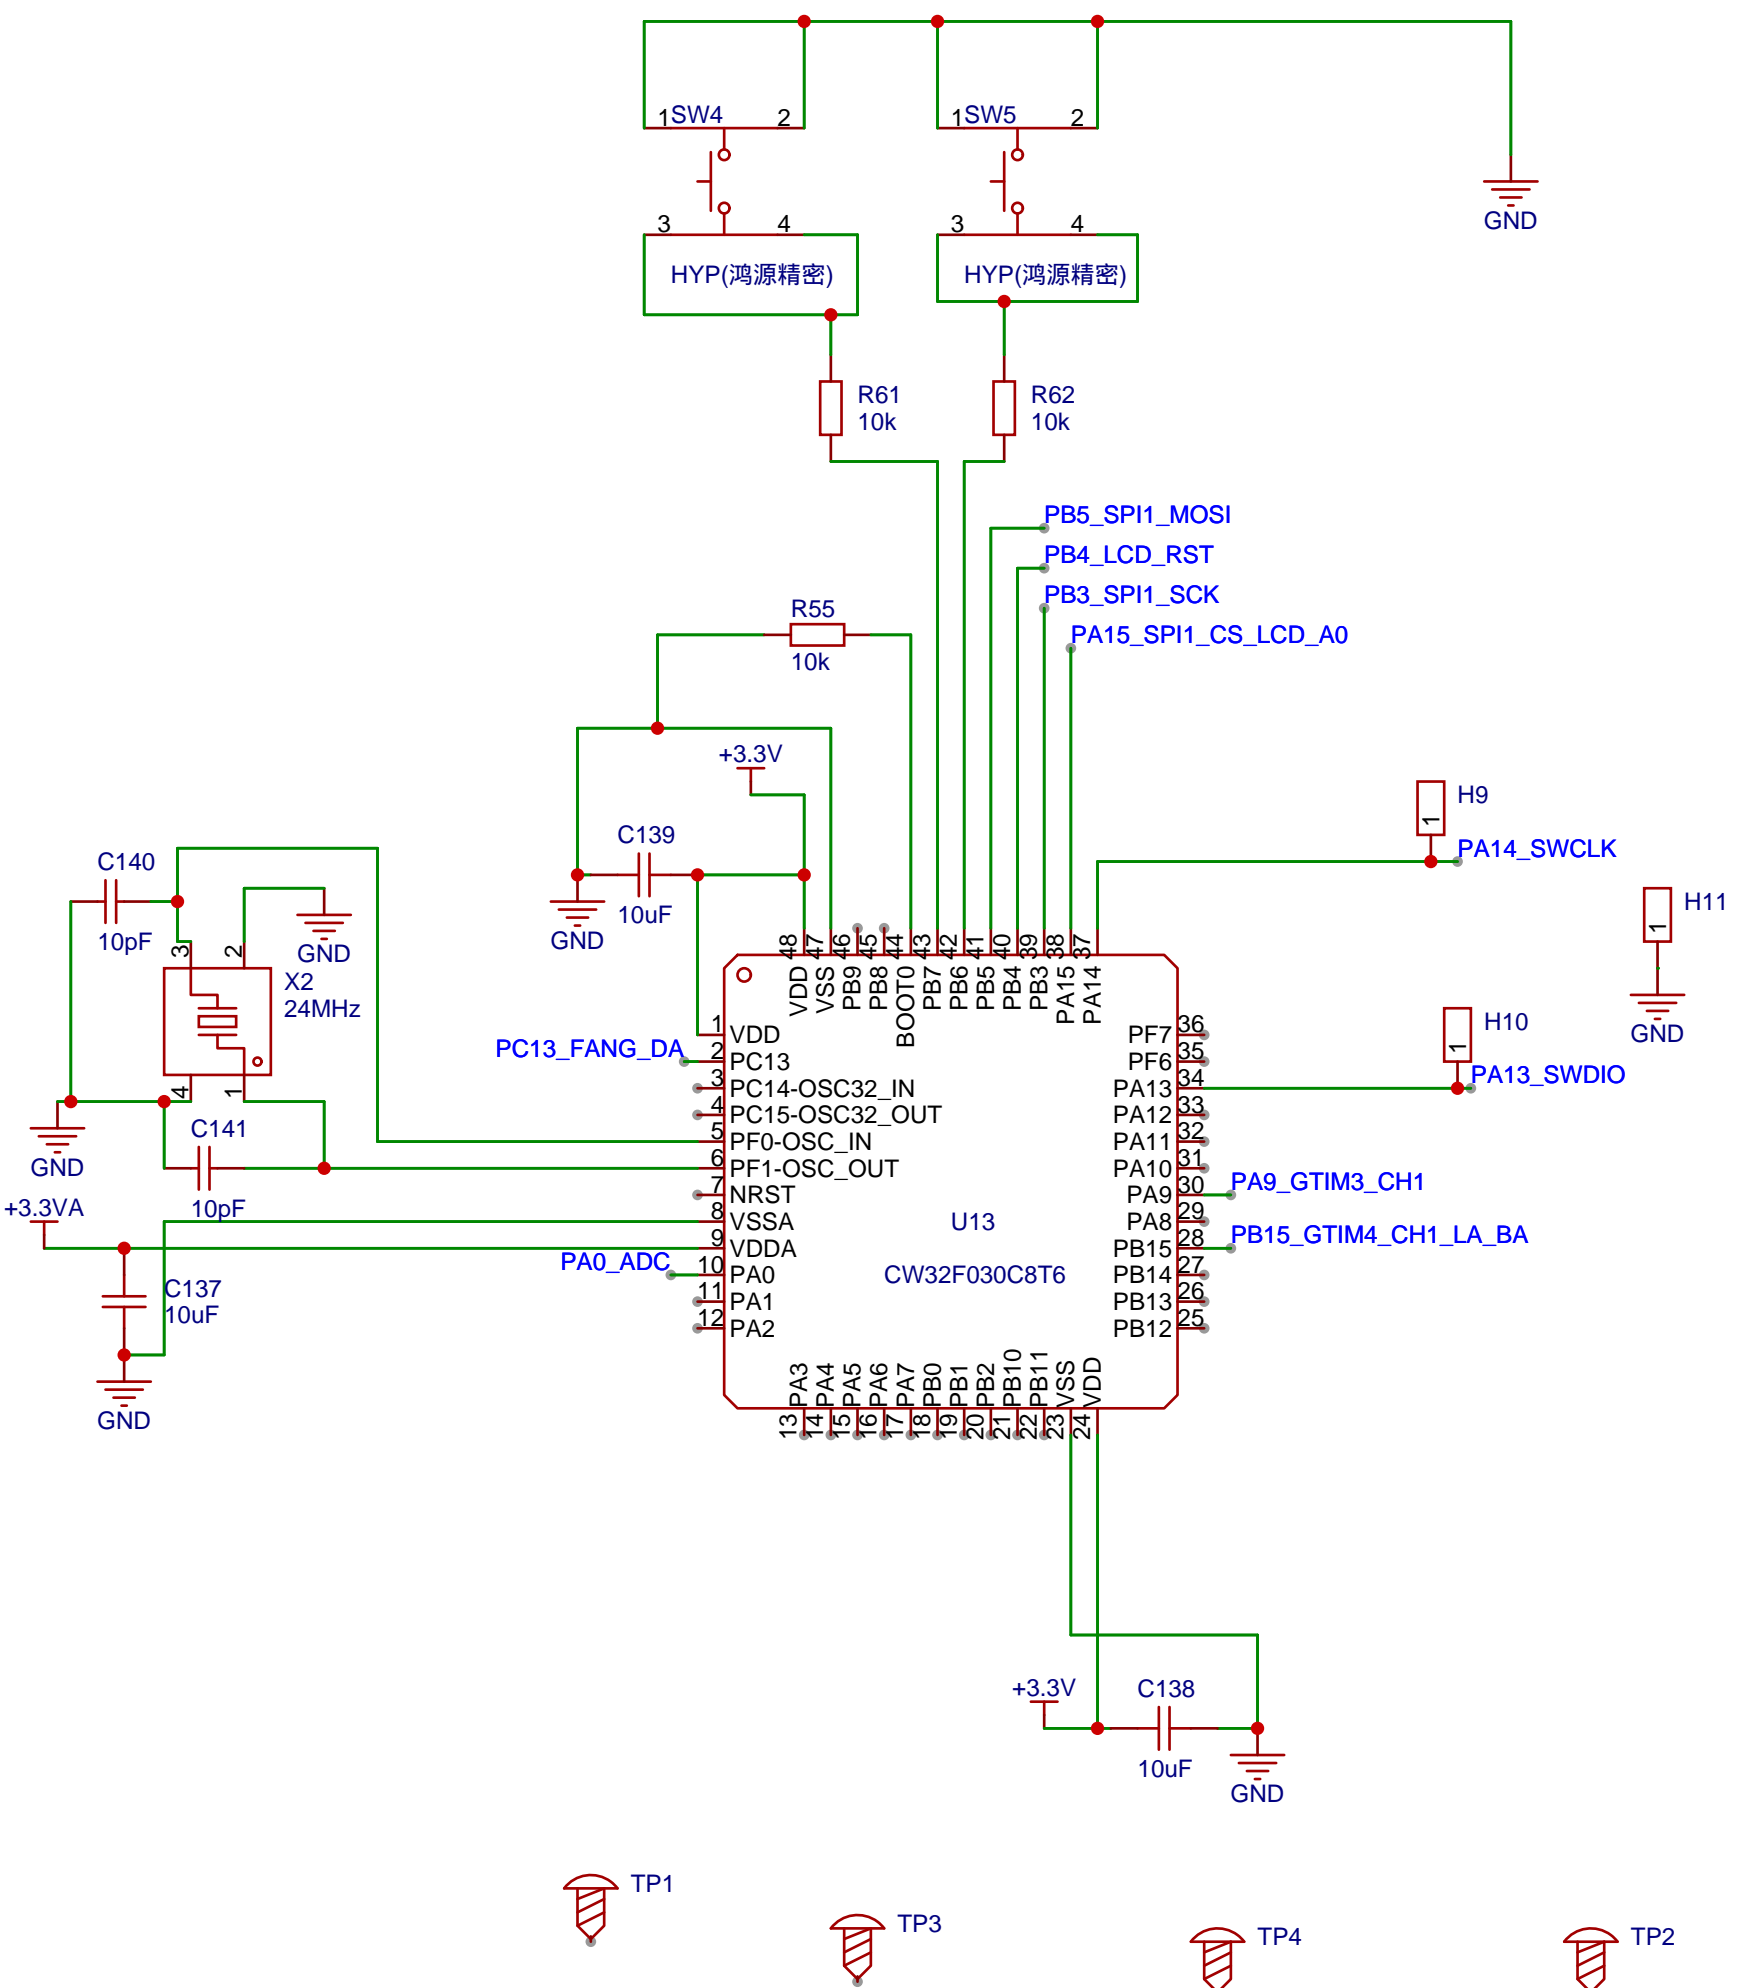 1 SW4 2
1 SW5 2
3 4
3 4
GND
HYP(鸿源精密)
HYP(鸿源精密)
R61
10k
R62
10k
PB5_SPI1_MOSI
PB4_LCD_RST
PB3_SPI1_SCK
PA15_SPI1_CS_LCD_A0
R55
10k
+3.3V
C139
10uF
GND
H9
1
PA14_SWCLK
H11
1
GND
H10
1
PA13_SWDIO
C140
10pF
GND
3
2
X2
24MHz
4
1
C141
10pF
GND
+3.3VA
C137
10uF
GND
48 47 46 45 44 43 42 41 40 39 38 37
VDD VSS PB9 PB8 BOOT0 PB7 PB6 PB5 PB4 PB3 PA15 PA14
PC13_FANG_DA
PA0_ADC
1 VDD
2 PC13
3 PC14-OSC32_IN
4 PC15-OSC32_OUT
5 PF0-OSC_IN
6 PF1-OSC_OUT
7 NRST
8 VSSA
9 VDDA
10 PA0
11 PA1
12 PA2
U13
CW32F030C8T6
PF7 36
PF6 35
PA13 34
PA12 33
PA11 32
PA10 31
PA9 30
PA8 29
PB15 28
PB14 27
PB13 26
PB12 25
PA9_GTIM3_CH1
PB15_GTIM4_CH1_LA_BA
PA3 PA4 PA5 PA6 PA7 PB0 PB1 PB2 PB10 PB11 VSS VDD
13 14 15 16 17 18 19 20 21 22 23 24
+3.3V
C138
10uF
GND
TP1
TP3
TP4
TP2